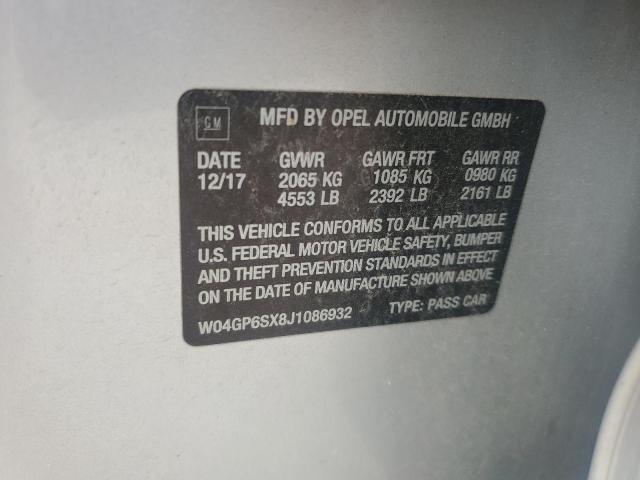 GM MFD BY OPEL AUTOMOBILE GMBH
DATE GVWR GAWR FRT GAWR RR
12/17 2065 KG 1085 KG 0980 KG
4553 LB 2392 LB 2161 LB
THIS VEHICLE CONFORMS TO ALL APPLICABLE
U.S. FEDERAL MOTOR VEHICLE SAFETY, BUMPER
AND THEFT PREVENTION STANDARDS IN EFFECT
ON THE DATE OF MANUFACTURE SHOWN ABOVE
W04GP6SX8J1086932 TYPE: PASS CAR